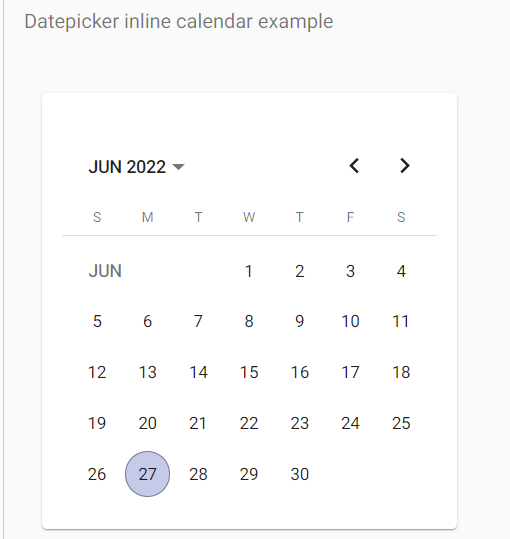 Datepicker inline calendar example
JUN 2022
S M T W T F S
JUN 1 2 3 4
5 6 7 8 9 10 11
12 13 14 15 16 17 18
19 20 21 22 23 24 25
26 27 28 29 30